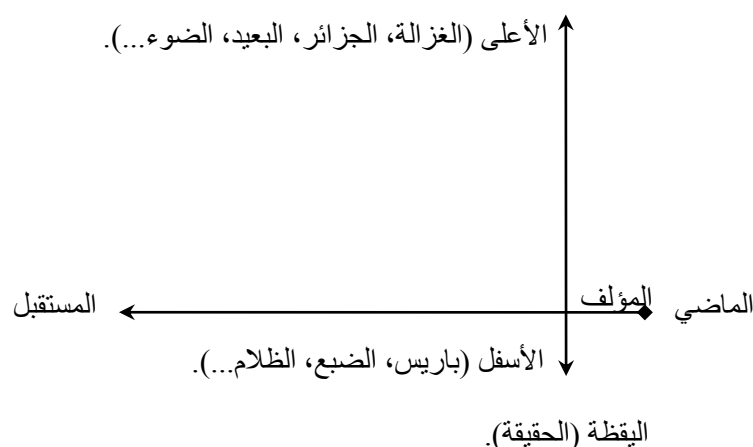 الأعلى (الغزالة، الجزائر، البعيد، الضوء...).
الماضي
المؤلف
المستقبل
الأسفل (باريس، الضبع، الظلام...).
اليقظة (الحقيقة).